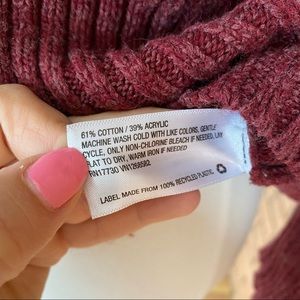 61% COTTON / 39% ACRYLIC
MACHINE WASH COLD WITH LIKE COLORS, GENTLE
CYCLE, ONLY NON-CHLORINE BLEACH IF NEEDED, LAY
FLAT TO DRY, WARM IRON IF NEEDED
RN17730 VN1268982
LABEL MADE FROM 100% RECYCLED PLASTIC